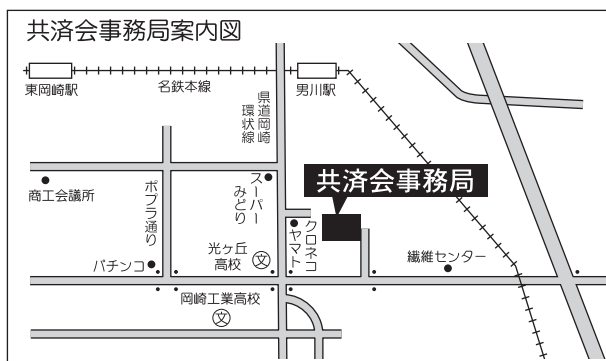 共済会事務局案内図
東岡崎駅
名鉄本線
男川駅
県道岡崎
環状線
共済会事務局
商工会議所
ポプラ通り
スーパー
みどり
クロネコ
ヤマト
パチンコ
光ヶ丘
高校
文
繊維センター
岡崎工業高校
文